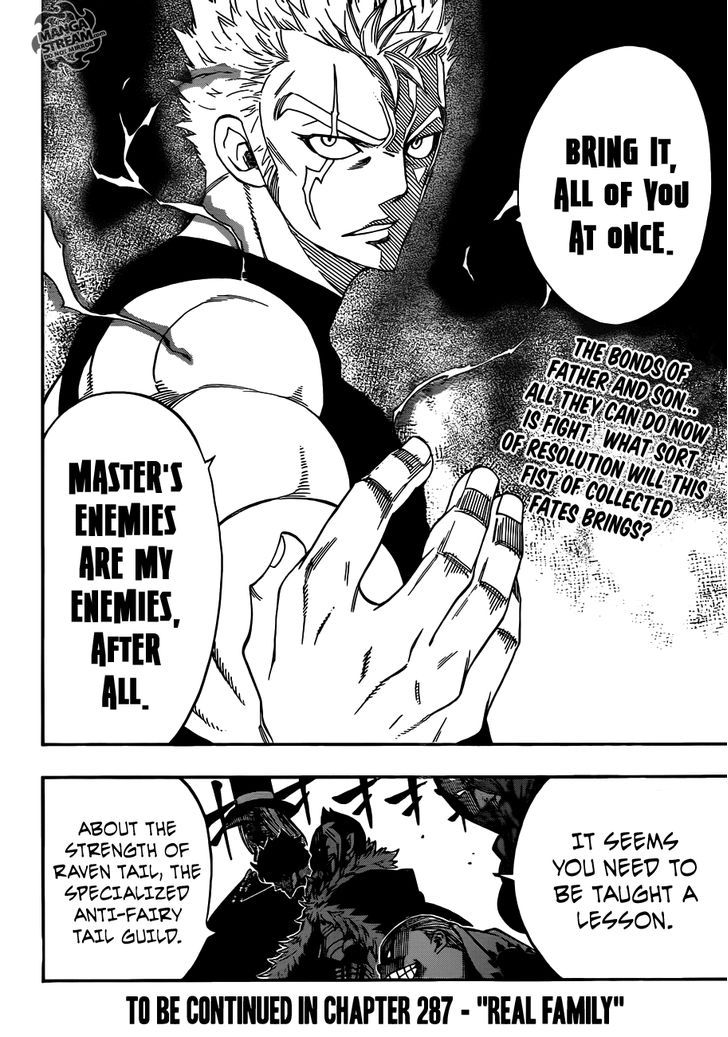 MANGA
STREAM.com
BRING IT,
ALL OF YOU
AT ONCE.
THE BONDS OF
FATHER AND SON...
ALL THEY CAN DO NOW
IS FIGHT. WHAT SORT
OF RESOLUTION WILL THIS
FIST OF COLLECTED
FATES BRINGS?
MASTER'S
ENEMIES
ARE MY
ENEMIES,
AFTER
ALL.
IT SEEMS
YOU NEED TO
BE TAUGHT A
LESSON.
ABOUT THE
STRENGTH OF
RAVEN TAIL, THE
SPECIALIZED
ANTI-FAIRY
TAIL GUILD.
TO BE CONTINUED IN CHAPTER 287 - "REAL FAMILY"